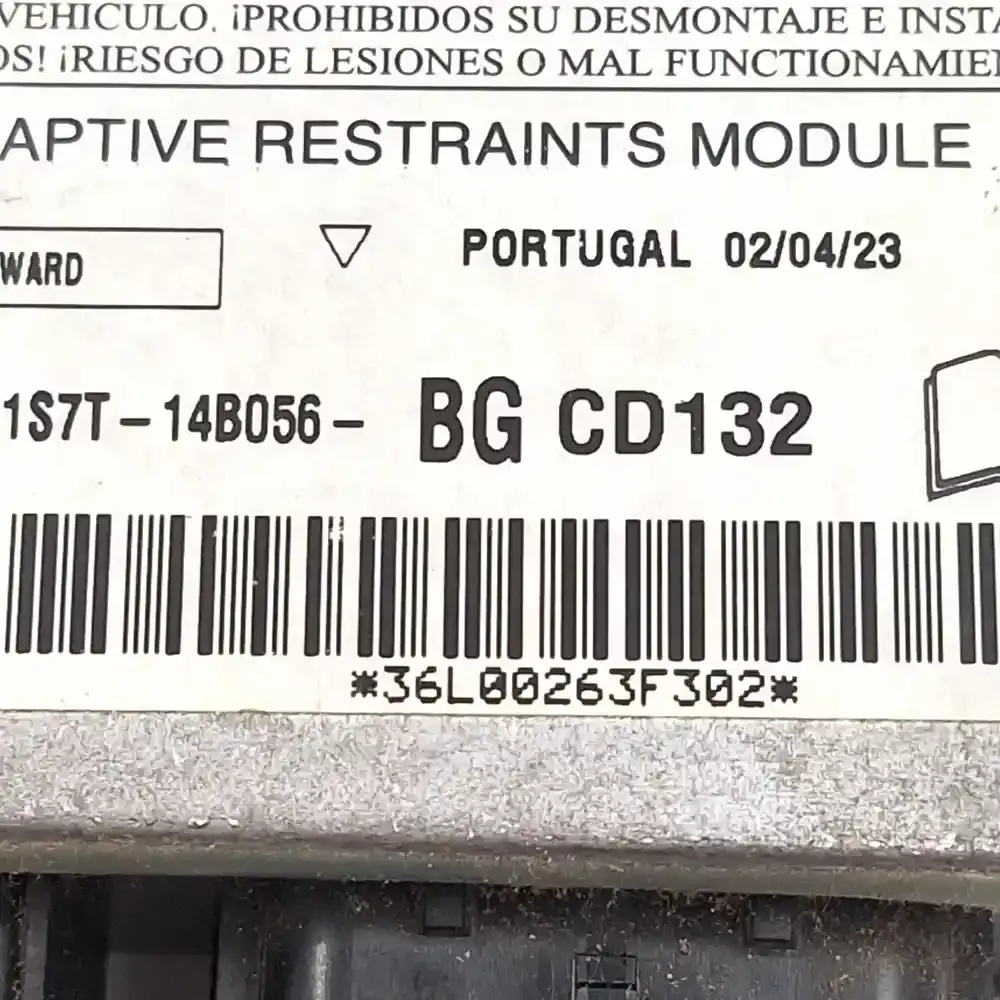 VEHICULO. ¡PROHIBIDOS SU DESMONTAJE E INSTA
OS! ¡RIESGO DE LESIONES O MAL FUNCTIONAMIEN
APTIVE RESTRAINTS MODULE
WARD
PORTUGAL 02/04/23
1S7T-14B056- BG CD132
*36L00263F302*